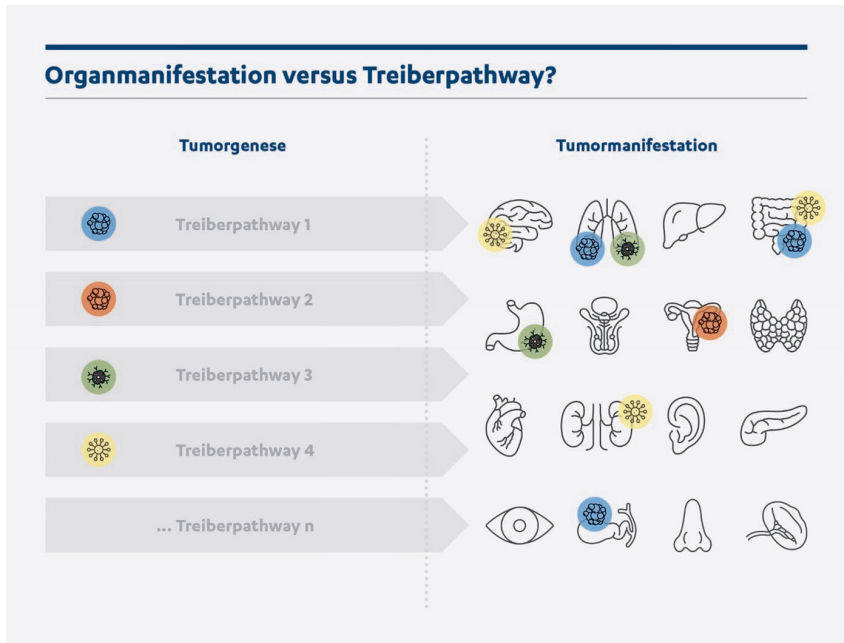 Organmanifestation versus Treiberpathway?
Tumorgenese
Tumormanifestation
Treiberpathway 1
Treiberpathway 2
Treiberpathway 3
Treiberpathway 4
... Treiberpathway n